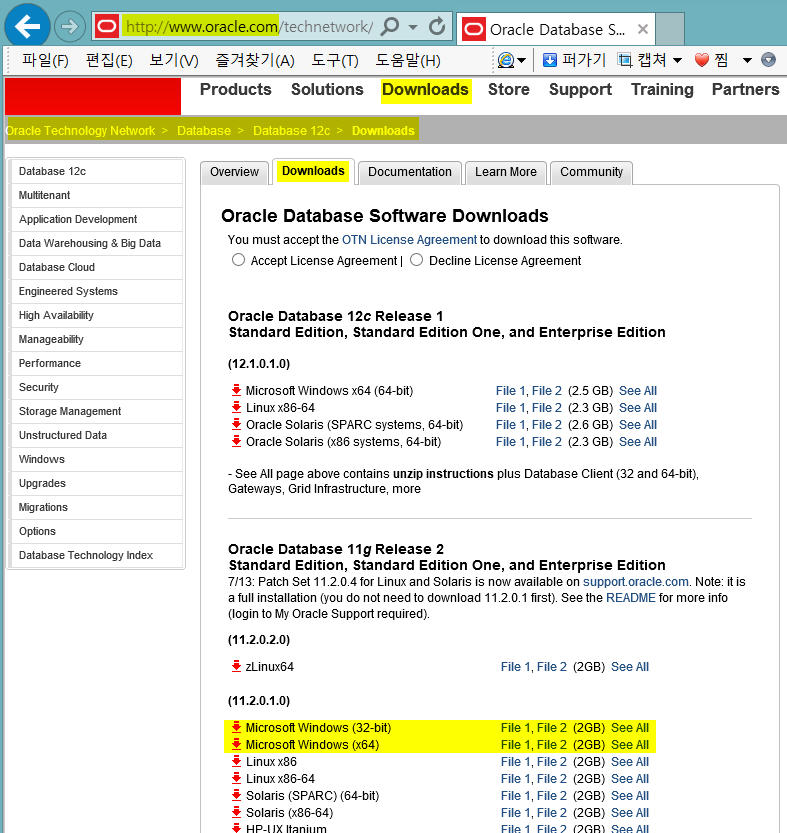 http://www.oracle.com/technetwork/
Oracle Database S...
파일(F) 편집(E) 보기(V) 즐겨찾기(A) 도구(T) 도움말(H)
퍼가기 캡쳐 찜
Products Solutions Downloads Store Support Training Partners
Oracle Technology Network > Database > Database 12c > Downloads
Database 12c
Multitenant
Application Development
Data Warehousing & Big Data
Database Cloud
Engineered Systems
High Availability
Manageability
Performance
Security
Storage Management
Unstructured Data
Windows
Upgrades
Migrations
Options
Database Technology Index
Overview Downloads Documentation Learn More Community
Oracle Database Software Downloads
You must accept the OTN License Agreement to download this software.
Accept License Agreement | Decline License Agreement
Oracle Database 12c Release 1
Standard Edition, Standard Edition One, and Enterprise Edition
(12.1.0.1.0)
Microsoft Windows x64 (64-bit) File 1, File 2 (2.5 GB) See All
Linux x86-64 File 1, File 2 (2.3 GB) See All
Oracle Solaris (SPARC systems, 64-bit) File 1, File 2 (2.6 GB) See All
Oracle Solaris (x86 systems, 64-bit) File 1, File 2 (2.3 GB) See All
- See All page above contains unzip instructions plus Database Client (32 and 64-bit),
Gateways, Grid Infrastructure, more
Oracle Database 11g Release 2
Standard Edition, Standard Edition One, and Enterprise Edition
7/13: Patch Set 11.2.0.4 for Linux and Solaris is now available on support.oracle.com. Note: it is
a full installation (you do not need to download 11.2.0.1 first). See the README for more info
(login to My Oracle Support required).
(11.2.0.2.0)
zLinux64 File 1, File 2 (2GB) See All
(11.2.0.1.0)
Microsoft Windows (32-bit) File 1, File 2 (2GB) See All
Microsoft Windows (x64) File 1, File 2 (2GB) See All
Linux x86 File 1, File 2 (2GB) See All
Linux x86-64 File 1, File 2 (2GB) See All
Solaris (SPARC) (64-bit) File 1, File 2 (2GB) See All
Solaris (x86-64) File 1, File 2 (2GB) See All
HP-UX Itanium File 1, File 2 (2GB) See All